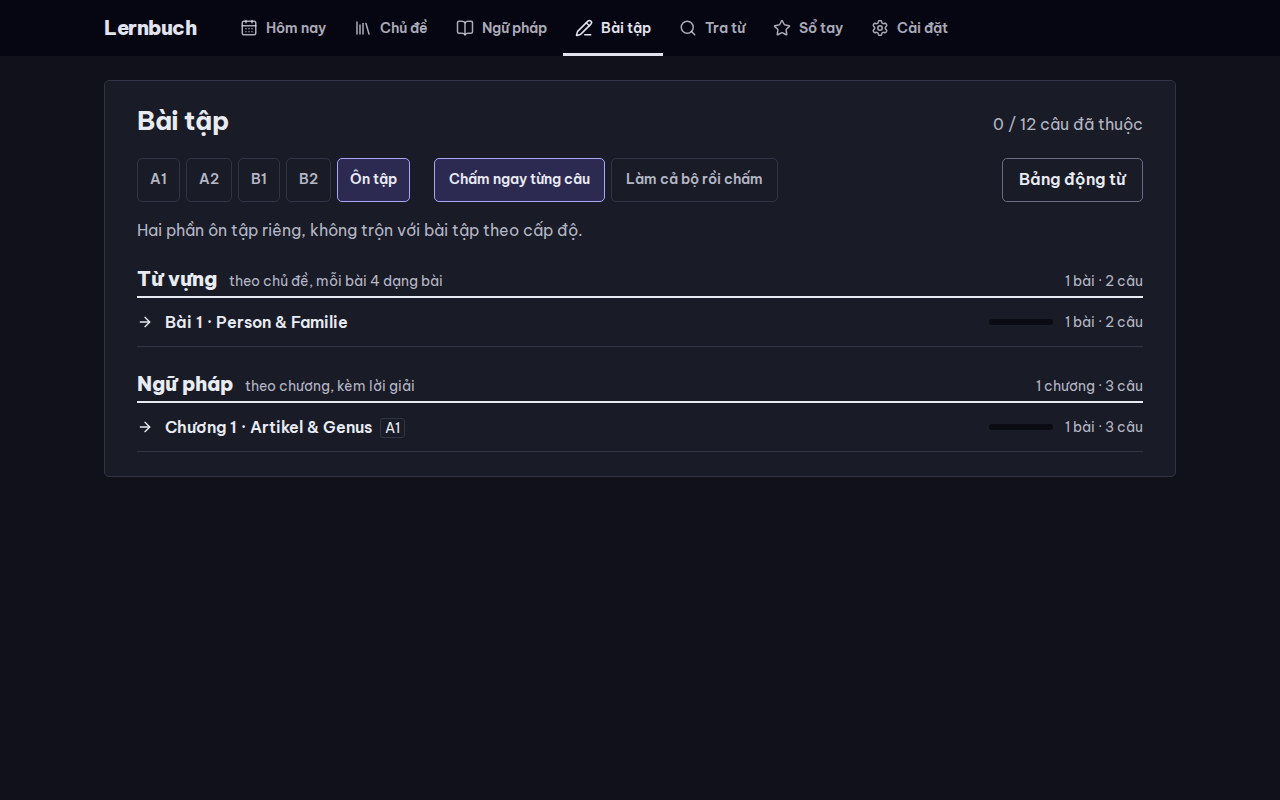 Lernbuch
Hôm nay
Chủ đề
Ngữ pháp
Bài tập
Tra từ
Sổ tay
Cài đặt
Bài tập
0 / 12 câu đã thuộc
A1
A2
B1
B2
Ôn tập
Chấm ngay từng câu
Làm cả bộ rồi chấm
Bảng động từ
Hai phần ôn tập riêng, không trộn với bài tập theo cấp độ.
Từ vựng theo chủ đề, mỗi bài 4 dạng bài
1 bài · 2 câu
Bài 1 · Person & Familie
1 bài · 2 câu
Ngữ pháp theo chương, kèm lời giải
1 chương · 3 câu
Chương 1 · Artikel & Genus A1
1 bài · 3 câu